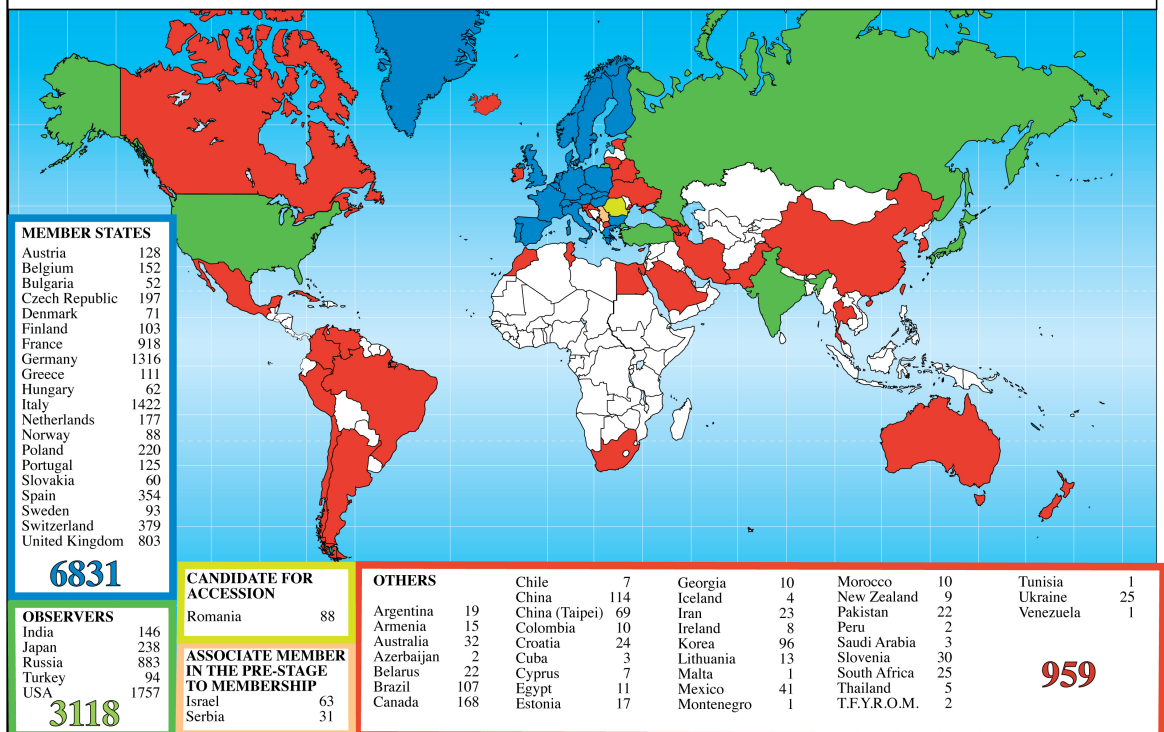 MEMBER STATES
Austria 128
Belgium 152
Bulgaria 52
Czech Republic 197
Denmark 71
Finland 103
France 918
Germany 1316
Greece 111
Hungary 62
Italy 1422
Netherlands 177
Norway 88
Poland 220
Portugal 125
Slovakia 60
Spain 354
Sweden 93
Switzerland 379
United Kingdom 803
6831
OBSERVERS
India 146
Japan 238
Russia 883
Turkey 94
USA 1757
3118
CANDIDATE FOR
ACCESSION
Romania 88
ASSOCIATE MEMBER
IN THE PRE-STAGE
TO MEMBERSHIP
Israel 63
Serbia 31
OTHERS
Argentina 19
Armenia 15
Australia 32
Azerbaijan 2
Belarus 22
Brazil 107
Canada 168
Chile 7
China 114
China (Taipei) 69
Colombia 10
Croatia 24
Cuba 3
Cyprus 7
Egypt 11
Estonia 17
Georgia 10
Iceland 4
Iran 23
Ireland 8
Korea 96
Lithuania 13
Malta 1
Mexico 41
Montenegro 1
Morocco 10
New Zealand 9
Pakistan 22
Peru 2
Saudi Arabia 3
Slovenia 30
South Africa 25
Thailand 5
T.F.Y.R.O.M. 2
Tunisia 1
Ukraine 25
Venezuela 1
959